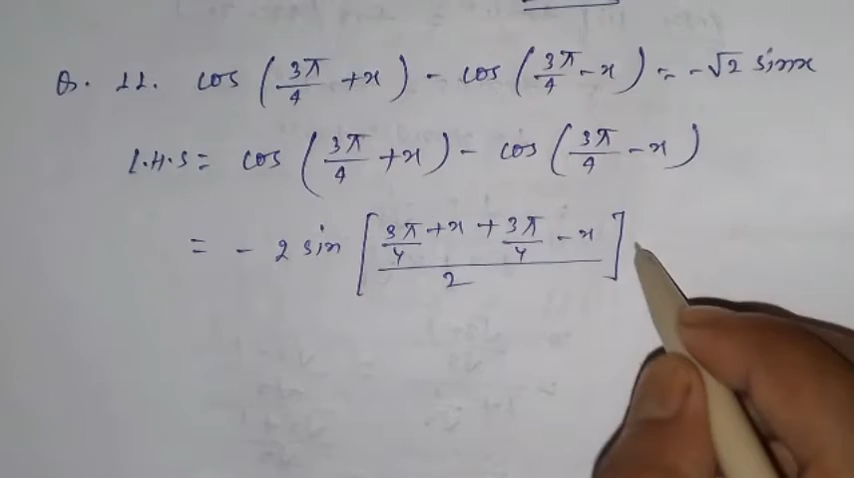 Q. 11. cos (3π/4 + x) - cos (3π/4 - x) = -√2 sinx
L.H.S = cos (3π/4 + x) - cos (3π/4 - x)
= - 2 sin [(3π/4 + x + 3π/4 - x)/2]